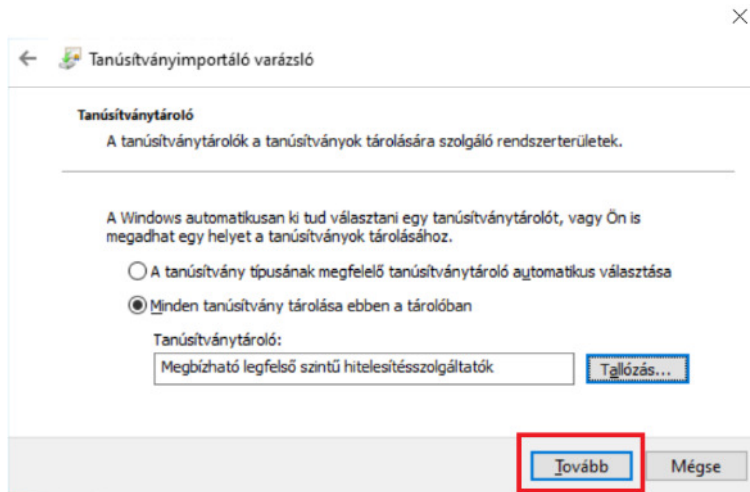 Tanúsítványimportáló varázsló
Tanúsítványtároló
A tanúsítványtárolók a tanúsítványok tárolására szolgáló rendszerterületek.
A Windows automatikusan ki tud választani egy tanúsítványtárolót, vagy Ön is
megadhat egy helyet a tanúsítványok tárolásához.
A tanúsítvány típusának megfelelő tanúsítványtároló automatikus választása
Minden tanúsítvány tárolása ebben a tárolóban
Tanúsítványtároló:
Megbízható legfelső szintű hitelesítésszolgáltatók
Tallózás...
Tovább
Mégse